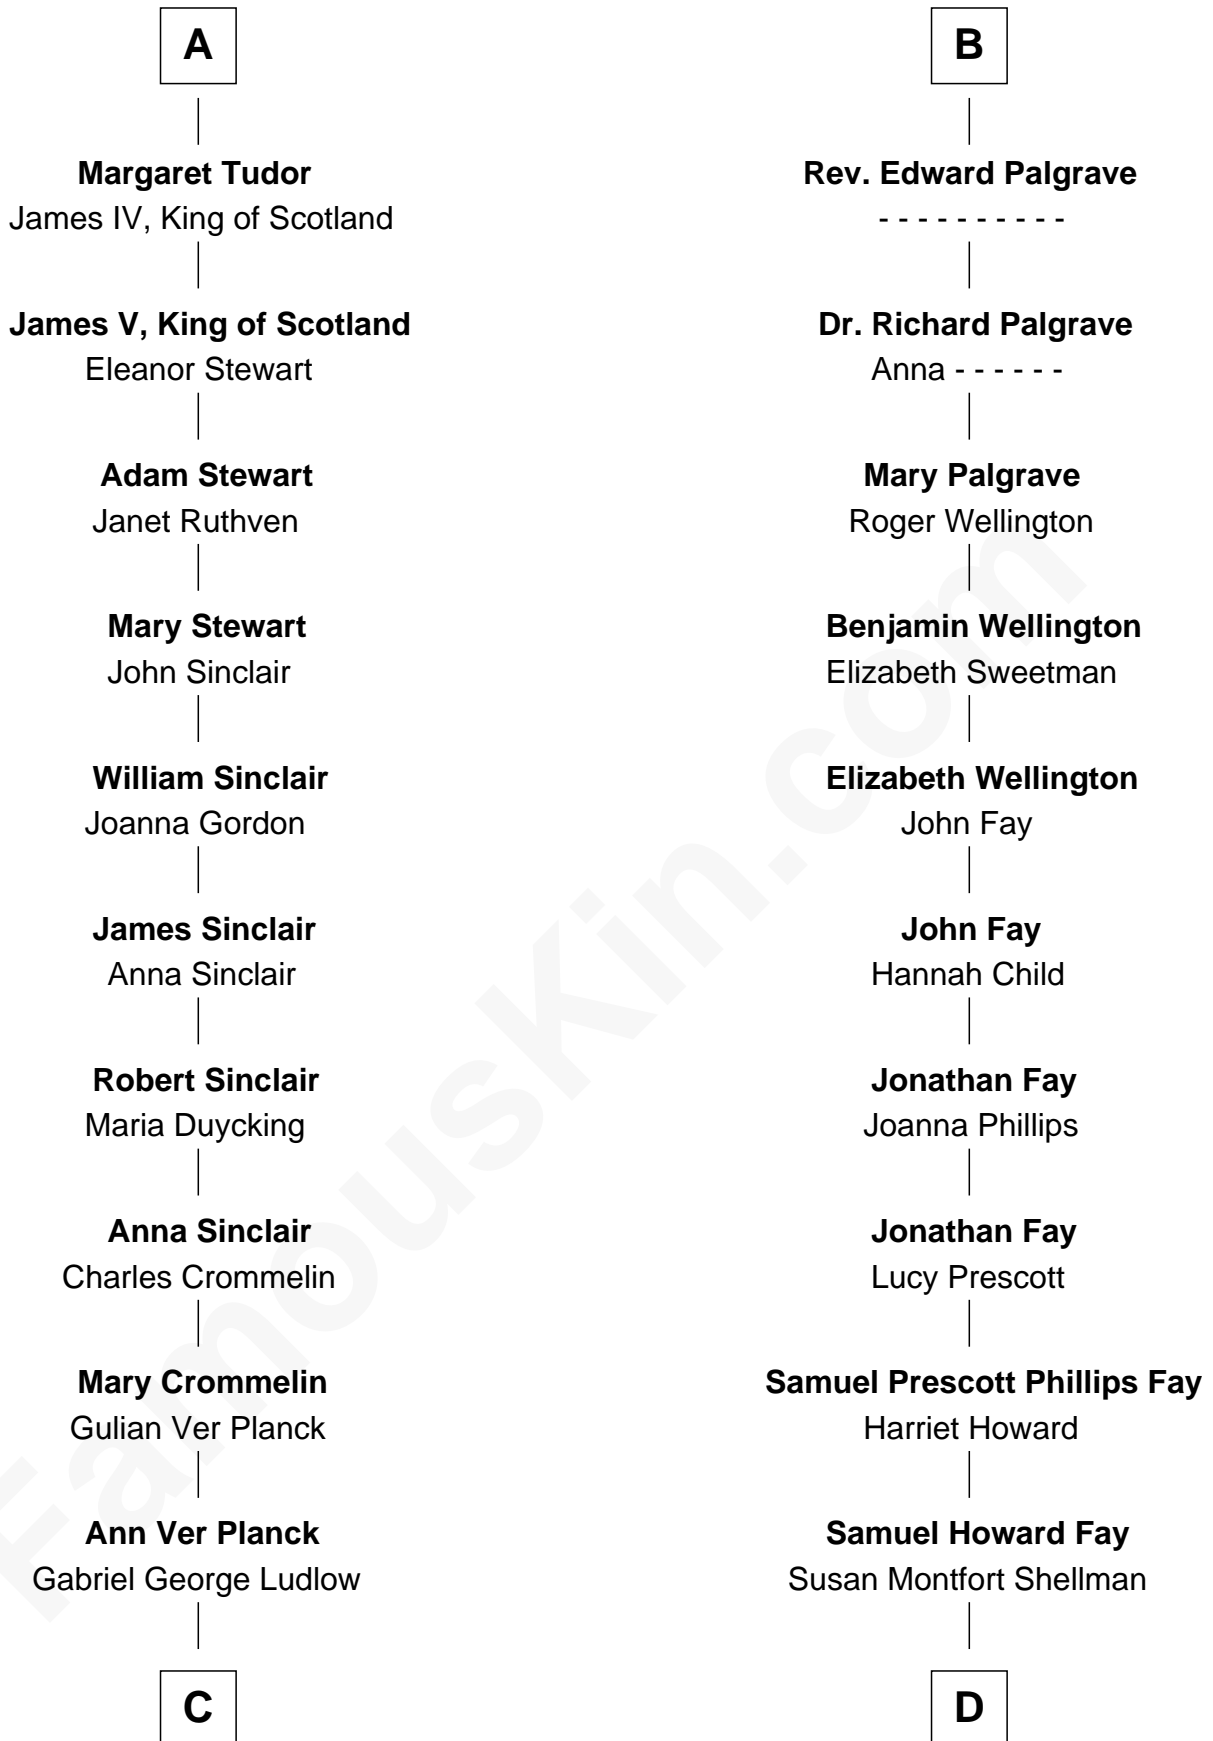 A
Margaret Tudor
James IV, King of Scotland
James V, King of Scotland
Eleanor Stewart
Adam Stewart
Janet Ruthven
Mary Stewart
John Sinclair
William Sinclair
Joanna Gordon
James Sinclair
Anna Sinclair
Robert Sinclair
Maria Duycking
Anna Sinclair
Charles Crommelin
Mary Crommelin
Gulian Ver Planck
Ann Ver Planck
Gabriel George Ludlow
C
B
Rev. Edward Palgrave
- - - - - - - - - -
Dr. Richard Palgrave
Anna - - - - - -
Mary Palgrave
Roger Wellington
Benjamin Wellington
Elizabeth Sweetman
Elizabeth Wellington
John Fay
John Fay
Hannah Child
Jonathan Fay
Joanna Phillips
Jonathan Fay
Lucy Prescott
Samuel Prescott Phillips Fay
Harriet Howard
Samuel Howard Fay
Susan Montfort Shellman
D
FamousKin.com